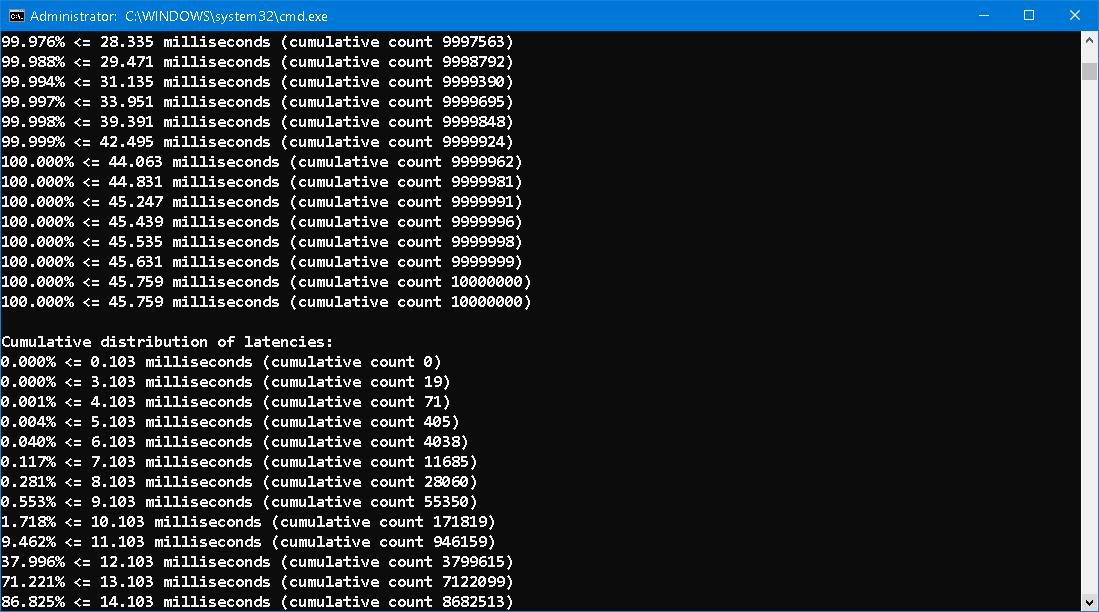 Administrator: C:\WINDOWS\system32\cmd.exe
99.976% <= 28.335 milliseconds (cumulative count 9997563)
99.988% <= 29.471 milliseconds (cumulative count 9998792)
99.994% <= 31.135 milliseconds (cumulative count 9999390)
99.997% <= 33.951 milliseconds (cumulative count 9999695)
99.998% <= 39.391 milliseconds (cumulative count 9999848)
99.999% <= 42.495 milliseconds (cumulative count 9999924)
100.000% <= 44.063 milliseconds (cumulative count 9999962)
100.000% <= 44.831 milliseconds (cumulative count 9999981)
100.000% <= 45.247 milliseconds (cumulative count 9999991)
100.000% <= 45.439 milliseconds (cumulative count 9999996)
100.000% <= 45.535 milliseconds (cumulative count 9999998)
100.000% <= 45.631 milliseconds (cumulative count 9999999)
100.000% <= 45.759 milliseconds (cumulative count 10000000)
100.000% <= 45.759 milliseconds (cumulative count 10000000)
Cumulative distribution of latencies:
0.000% <= 0.103 milliseconds (cumulative count 0)
0.000% <= 3.103 milliseconds (cumulative count 19)
0.001% <= 4.103 milliseconds (cumulative count 71)
0.004% <= 5.103 milliseconds (cumulative count 405)
0.040% <= 6.103 milliseconds (cumulative count 4038)
0.117% <= 7.103 milliseconds (cumulative count 11685)
0.281% <= 8.103 milliseconds (cumulative count 28060)
0.553% <= 9.103 milliseconds (cumulative count 55350)
1.718% <= 10.103 milliseconds (cumulative count 171819)
9.462% <= 11.103 milliseconds (cumulative count 946159)
37.996% <= 12.103 milliseconds (cumulative count 3799615)
71.221% <= 13.103 milliseconds (cumulative count 7122099)
86.825% <= 14.103 milliseconds (cumulative count 8682513)